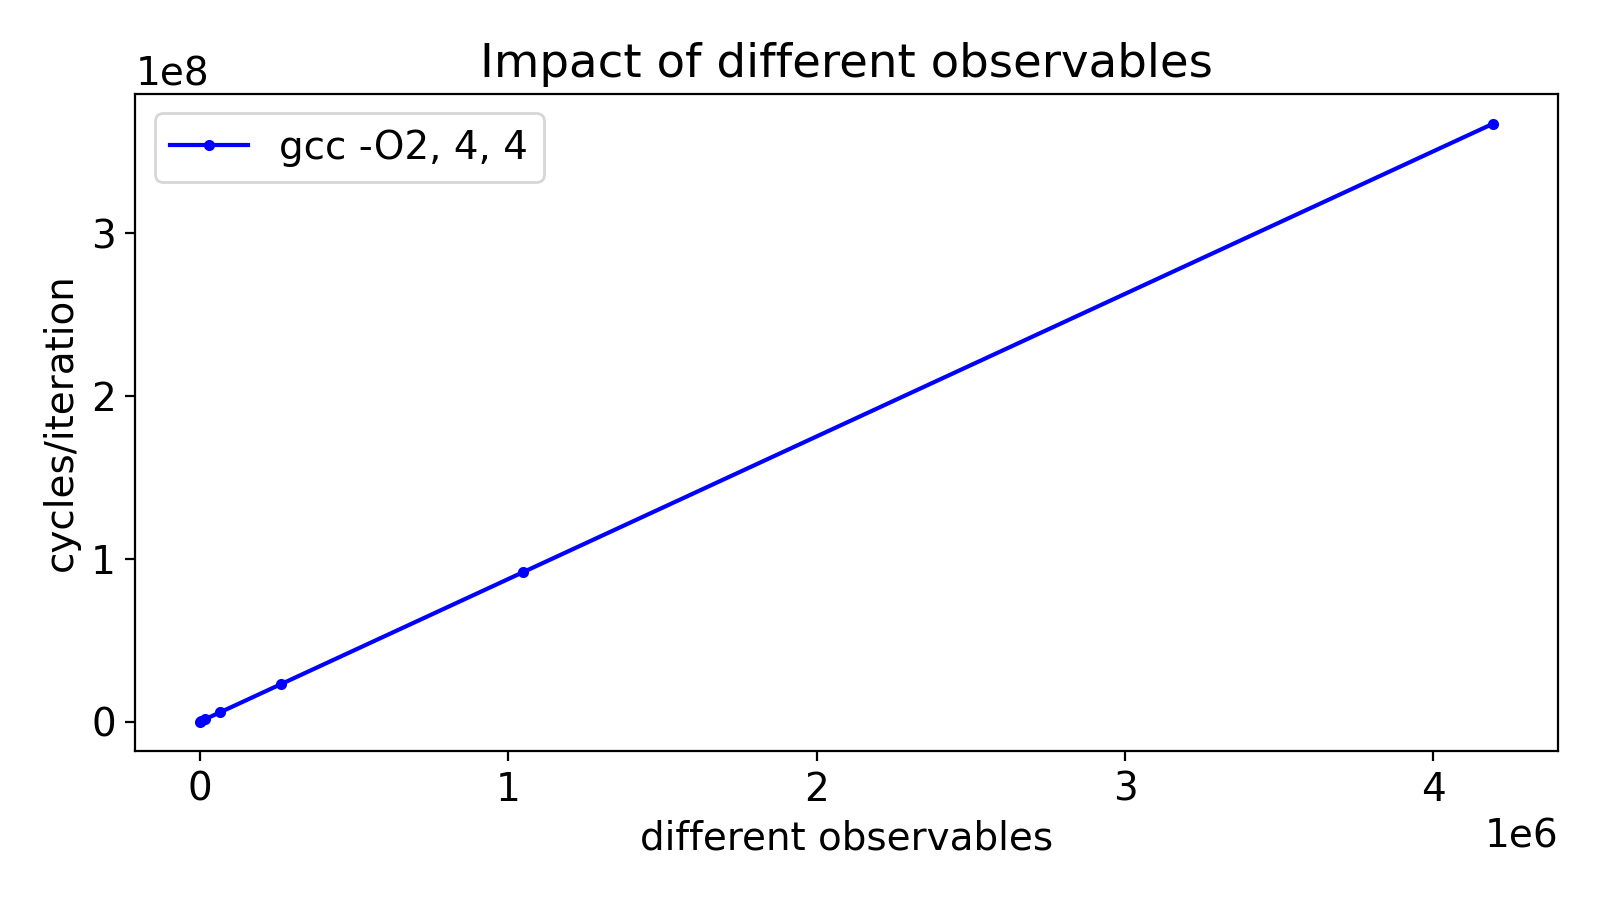 Impact of different observables
1e8
gcc -O2, 4, 4
3
2
1
0
cycles/iteration
0 1 2 3 4
different observables
1e6